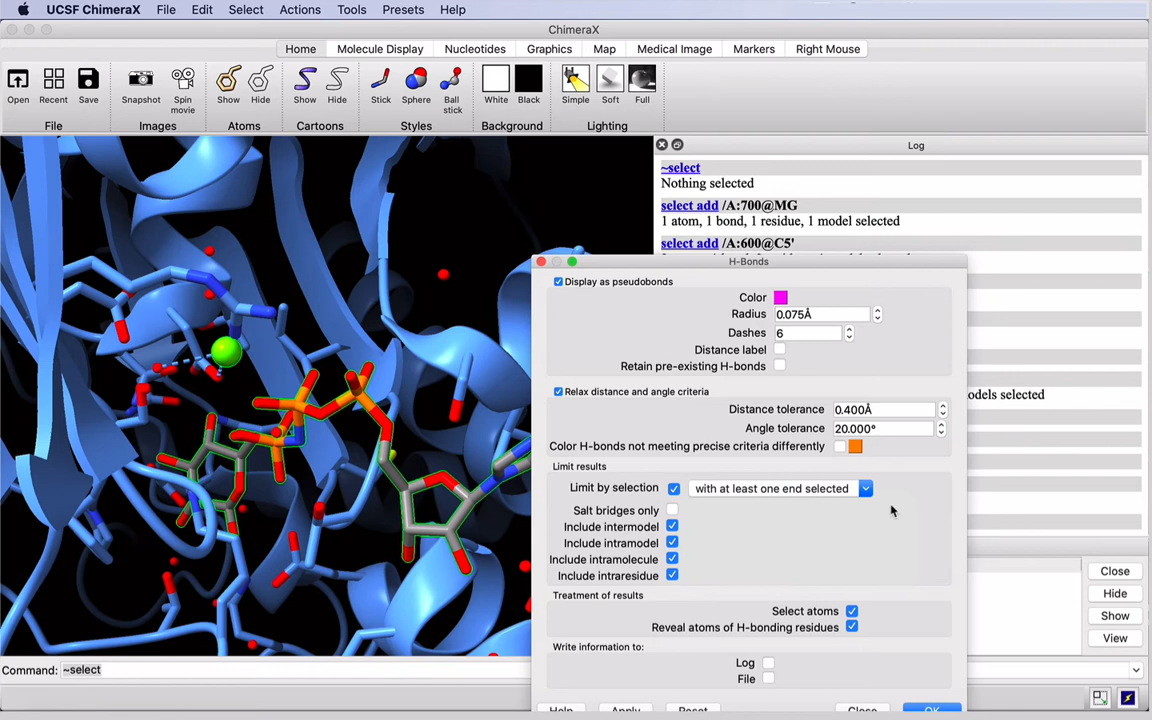 UCSF ChimeraX File Edit Select Actions Tools Presets Help
ChimeraX
Home Molecule Display Nucleotides Graphics Map Medical Image Markers Right Mouse
Open Recent Save Snapshot Spin movie Show Hide Show Hide Stick Sphere Ball stick White Black Simple Soft Full
File Images Atoms Cartoons Styles Background Lighting
Log
~select
Nothing selected
select add /A:700@MG
1 atom, 1 bond, 1 residue, 1 model selected
select add /A:600@C5'
H-Bonds
Display as pseudobonds
Color
Radius 0.075Å
Dashes 6
Distance label
Retain pre-existing H-bonds
Relax distance and angle criteria
odels selected
Distance tolerance 0.400Å
Angle tolerance 20.000°
Color H-bonds not meeting precise criteria differently
Limit results
Limit by selection with at least one end selected
Salt bridges only
Include intermodel
Include intramodel
Include intramolecule
Include intraresidue
Treatment of results
Select atoms
Reveal atoms of H-bonding residues
Write information to:
Log
File
Help Apply Reset Close OK
Close
Hide
Show
View
Command: ~select